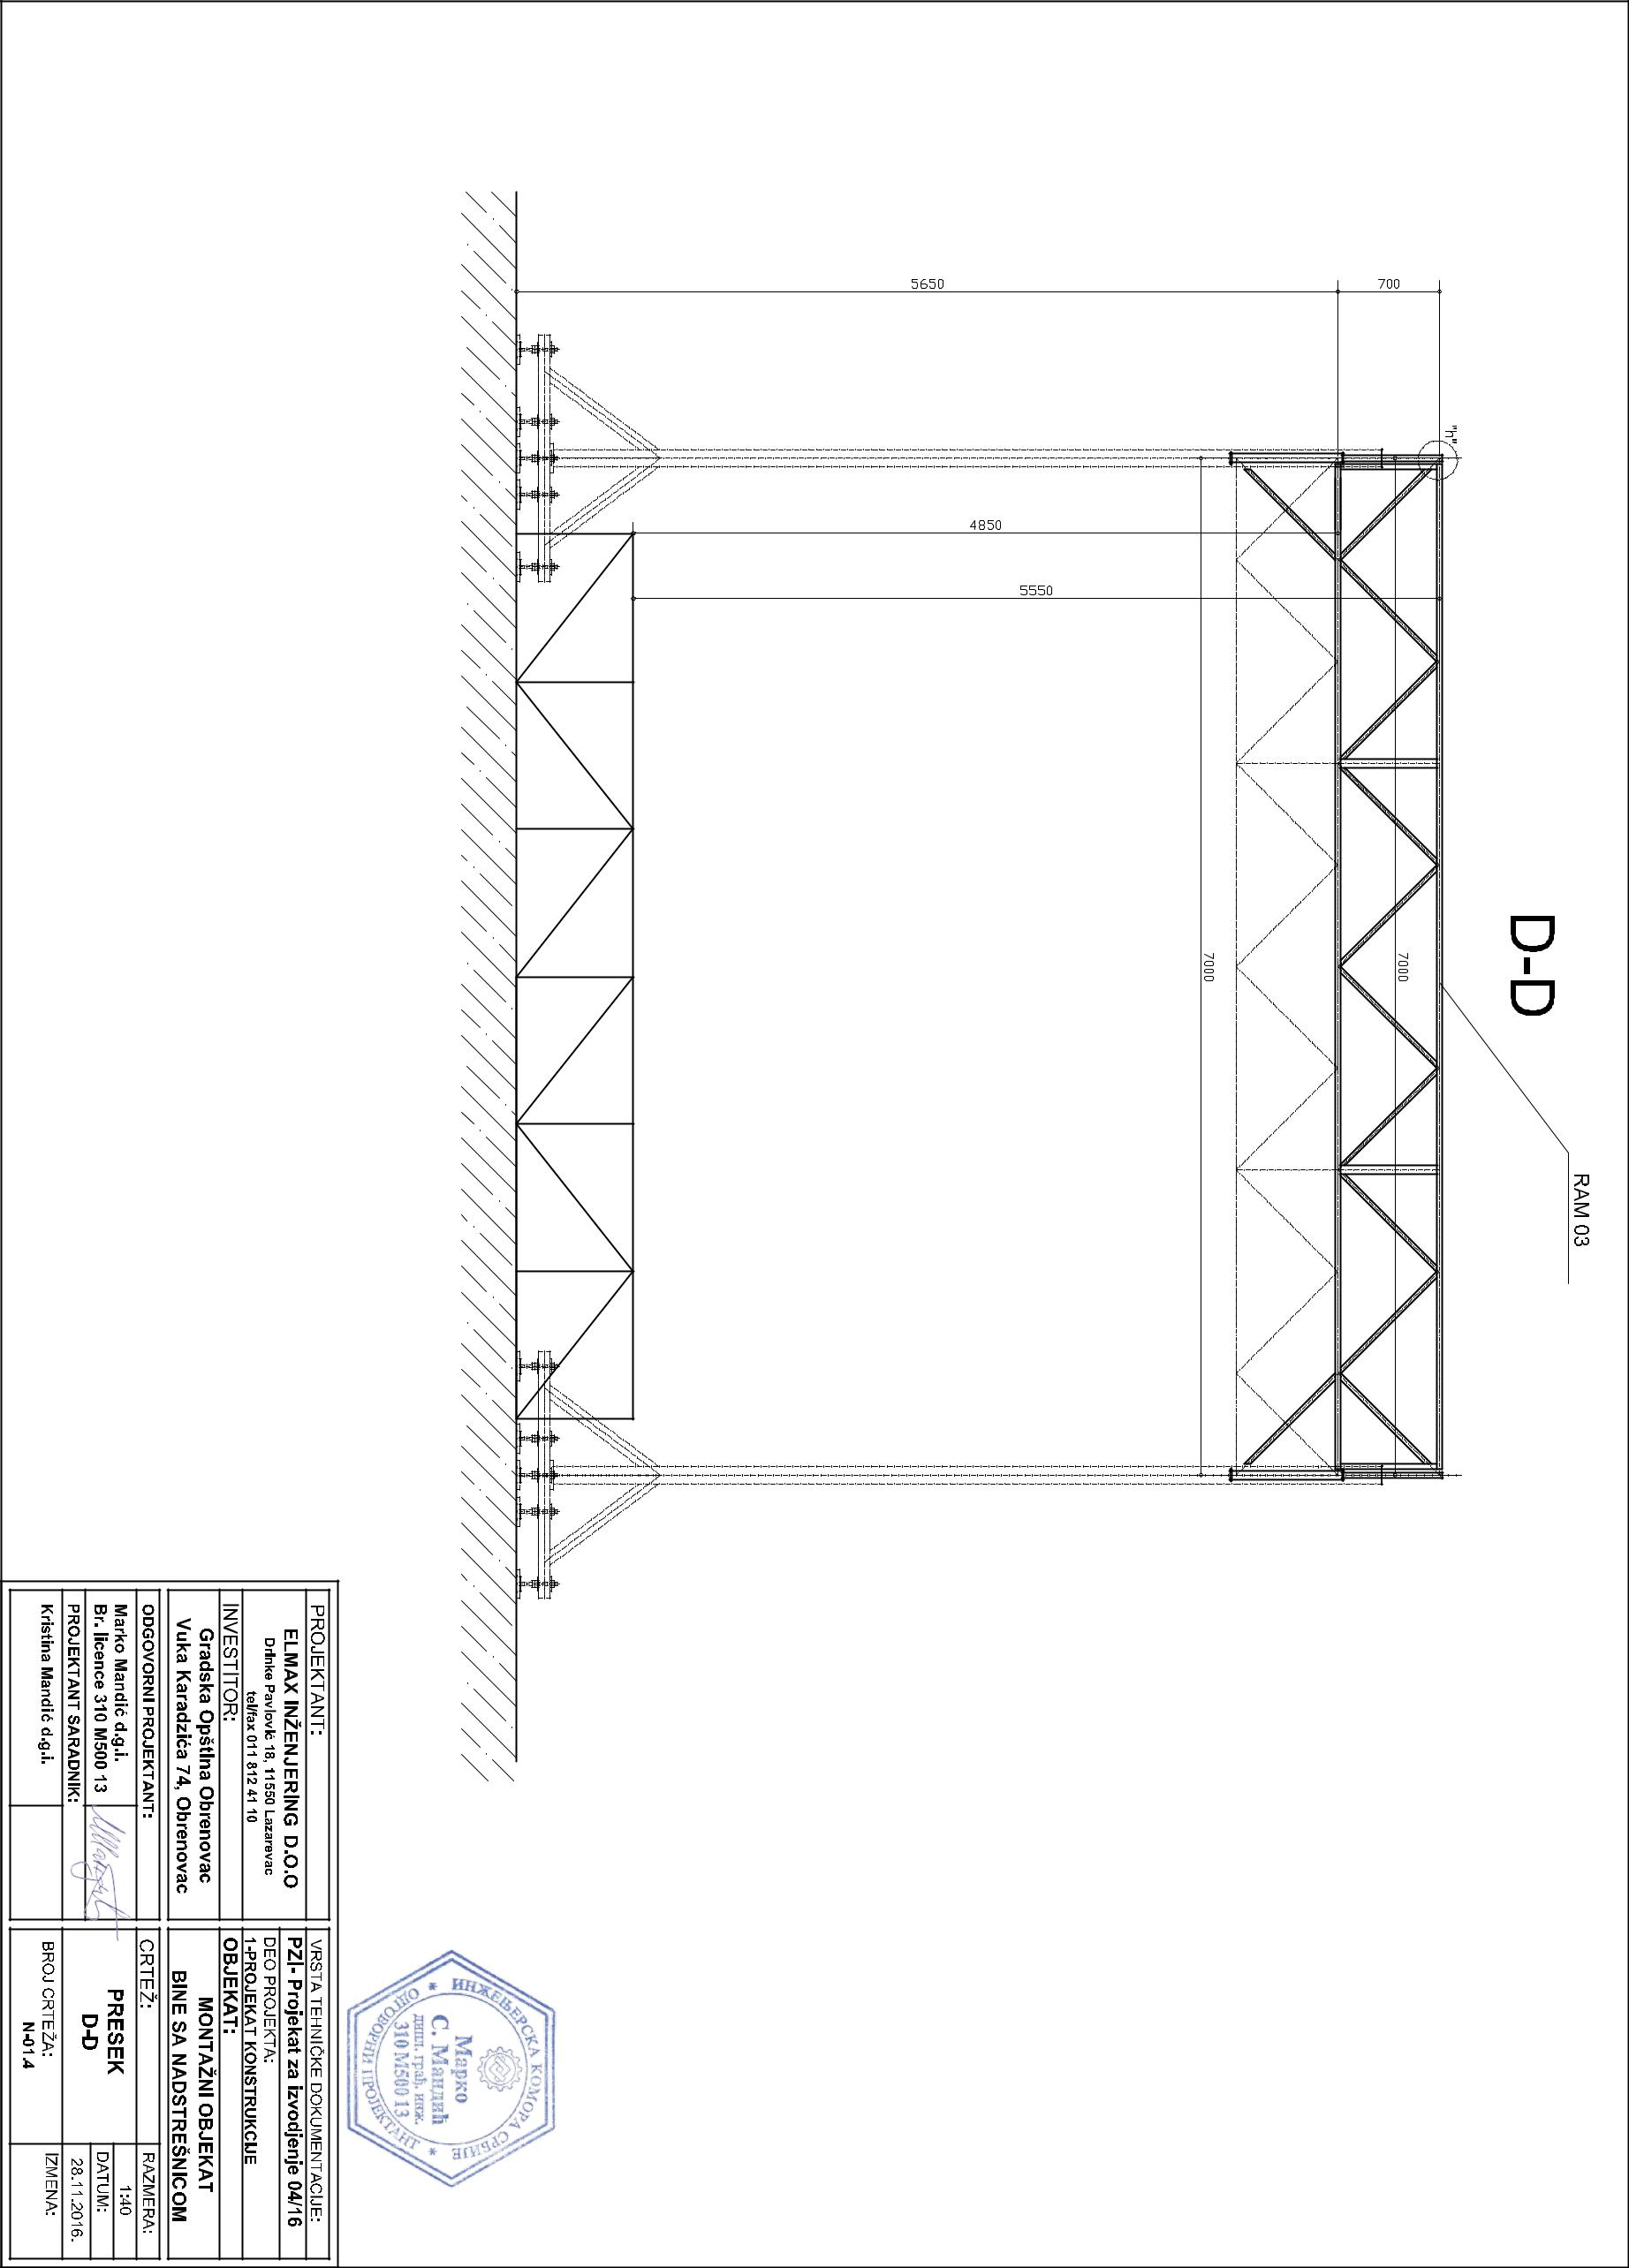 D-D
RAM 03
"h"
700
5650
7000
4850
5550
7000
ИНЖЕЊЕРСКА КОМОРА СРБИЈЕ
Марко
С. Мандић
дипл. грађ. инж.
310 М500 13
ОДГОВОРНИ ПРОЈЕКТАНТ
PROJEKTANT:
ELMAX INŽENJERING D.O.O
Drinke Pavlović 18, 11550 Lazarevac
tel/fax 011 812 41 10
INVESTITOR:
Gradska Opština Obrenovac
Vuka Karadzića 74, Obrenovac
ODGOVORNI PROJEKTANT:
Marko Mandić d.g.i.
Br. licence 310 M500 13
PROJEKTANT SARADNIK:
Kristina Mandić d.g.i.
VRSTA TEHNIČKE DOKUMENTACIJE:
PZI- Projekat za izvodjenje 04/16
DEO PROJEKTA:
1-PROJEKAT KONSTRUKCIJE
OBJEKAT:
MONTAŽNI OBJEKAT
BINE SA NADSTREŠNICOM
CRTEŽ:
PRESEK
D-D
BROJ CRTEŽA:
N-01.4
RAZMERA:
1:40
DATUM:
28.11.2016.
IZMENA: